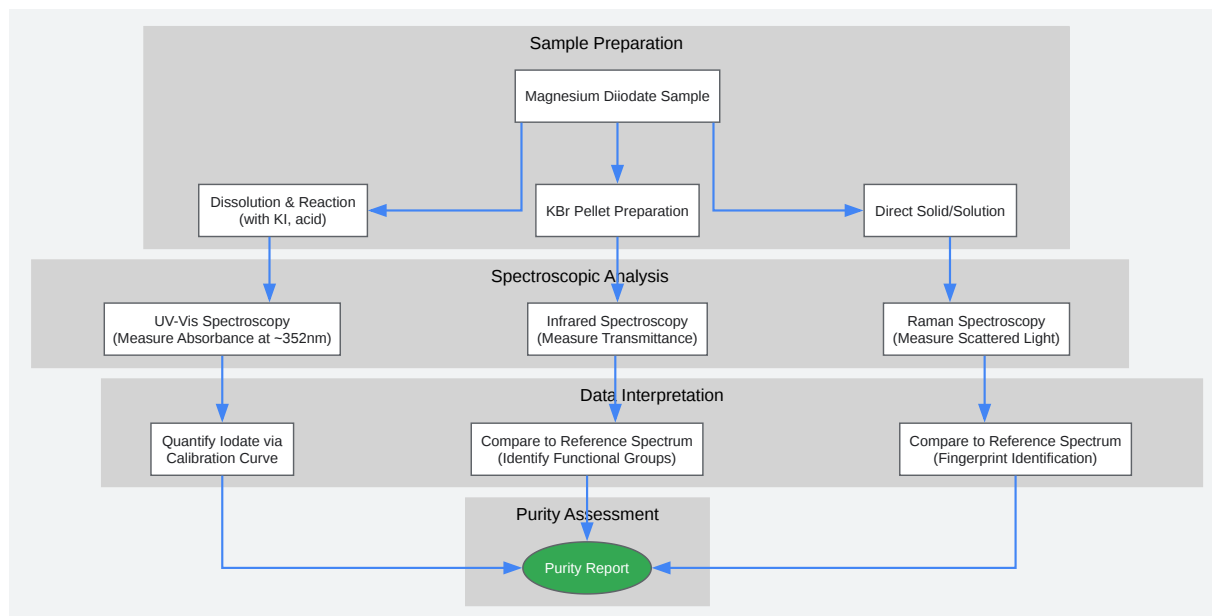 Sample Preparation
Magnesium Diiodate Sample
Dissolution & Reaction
(with KI, acid)
KBr Pellet Preparation
Direct Solid/Solution
Spectroscopic Analysis
UV-Vis Spectroscopy
(Measure Absorbance at ~352nm)
Infrared Spectroscopy
(Measure Transmittance)
Raman Spectroscopy
(Measure Scattered Light)
Data Interpretation
Quantify Iodate via
Calibration Curve
Compare to Reference Spectrum
(Identify Functional Groups)
Compare to Reference Spectrum
(Fingerprint Identification)
Purity Assessment
Purity Report